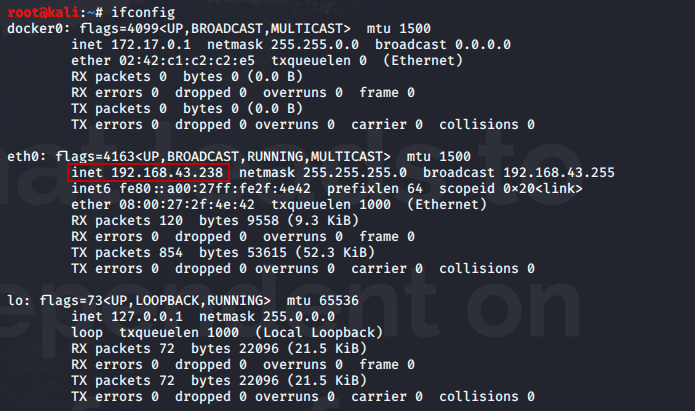 root@kali:~# ifconfig
docker0: flags=4099<UP,BROADCAST,MULTICAST>  mtu 1500
        inet 172.17.0.1  netmask 255.255.0.0  broadcast 0.0.0.0
        ether 02:42:c1:c2:c2:e5  txqueuelen 0  (Ethernet)
        RX packets 0  bytes 0 (0.0 B)
        RX errors 0  dropped 0  overruns 0  frame 0
        TX packets 0  bytes 0 (0.0 B)
        TX errors 0  dropped 0 overruns 0  carrier 0  collisions 0

eth0: flags=4163<UP,BROADCAST,RUNNING,MULTICAST>  mtu 1500
        inet 192.168.43.238  netmask 255.255.255.0  broadcast 192.168.43.255
        inet6 fe80::a00:27ff:fe2f:4e42  prefixlen 64  scopeid 0×20<link>
        ether 08:00:27:2f:4e:42  txqueuelen 1000  (Ethernet)
        RX packets 120  bytes 9558 (9.3 KiB)
        RX errors 0  dropped 0  overruns 0  frame 0
        TX packets 854  bytes 53615 (52.3 KiB)
        TX errors 0  dropped 0 overruns 0  carrier 0  collisions 0

lo: flags=73<UP,LOOPBACK,RUNNING>  mtu 65536
        inet 127.0.0.1  netmask 255.0.0.0
        loop  txqueuelen 1000  (Local Loopback)
        RX packets 72  bytes 22096 (21.5 KiB)
        RX errors 0  dropped 0  overruns 0  frame 0
        TX packets 72  bytes 22096 (21.5 KiB)
        TX errors 0  dropped 0 overruns 0  carrier 0  collisions 0